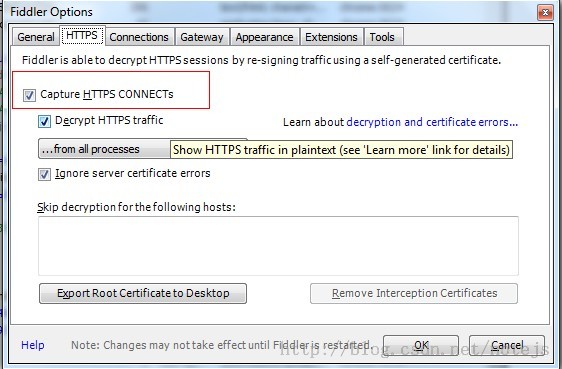 Fiddler Options
General HTTPS Connections Gateway Appearance Extensions Tools
Fiddler is able to decrypt HTTPS sessions by re-signing traffic using a self-generated certificate.
Capture HTTPS CONNECTs
Decrypt HTTPS traffic Learn about decryption and certificate errors...
...from all processes Show HTTPS traffic in plaintext (see 'Learn more' link for details)
Ignore server certificate errors
Skip decryption for the following hosts:
Export Root Certificate to Desktop Remove Interception Certificates
Help Note: Changes may not take effect until Fiddler is restarted. OK Cancel
http://blog.csdn.net/notejs